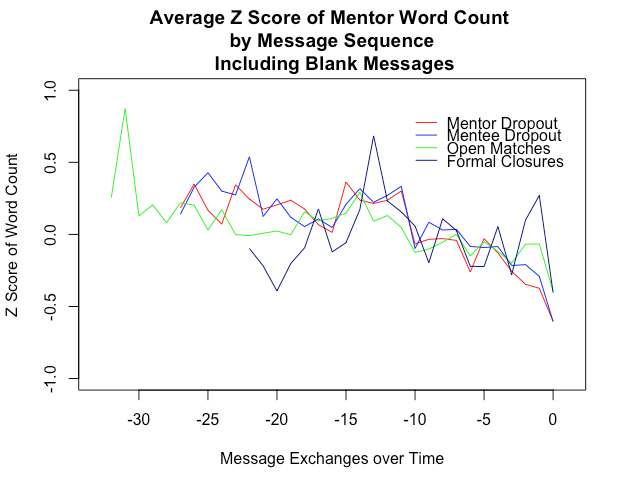 Average Z Score of Mentor Word Count
by Message Sequence
Including Blank Messages
Z Score of Word Count
1.0
0.5
0.0
-0.5
-1.0
Mentor Dropout
Mentee Dropout
Open Matches
Formal Closures
-30 -25 -20 -15 -10 -5 0
Message Exchanges over Time